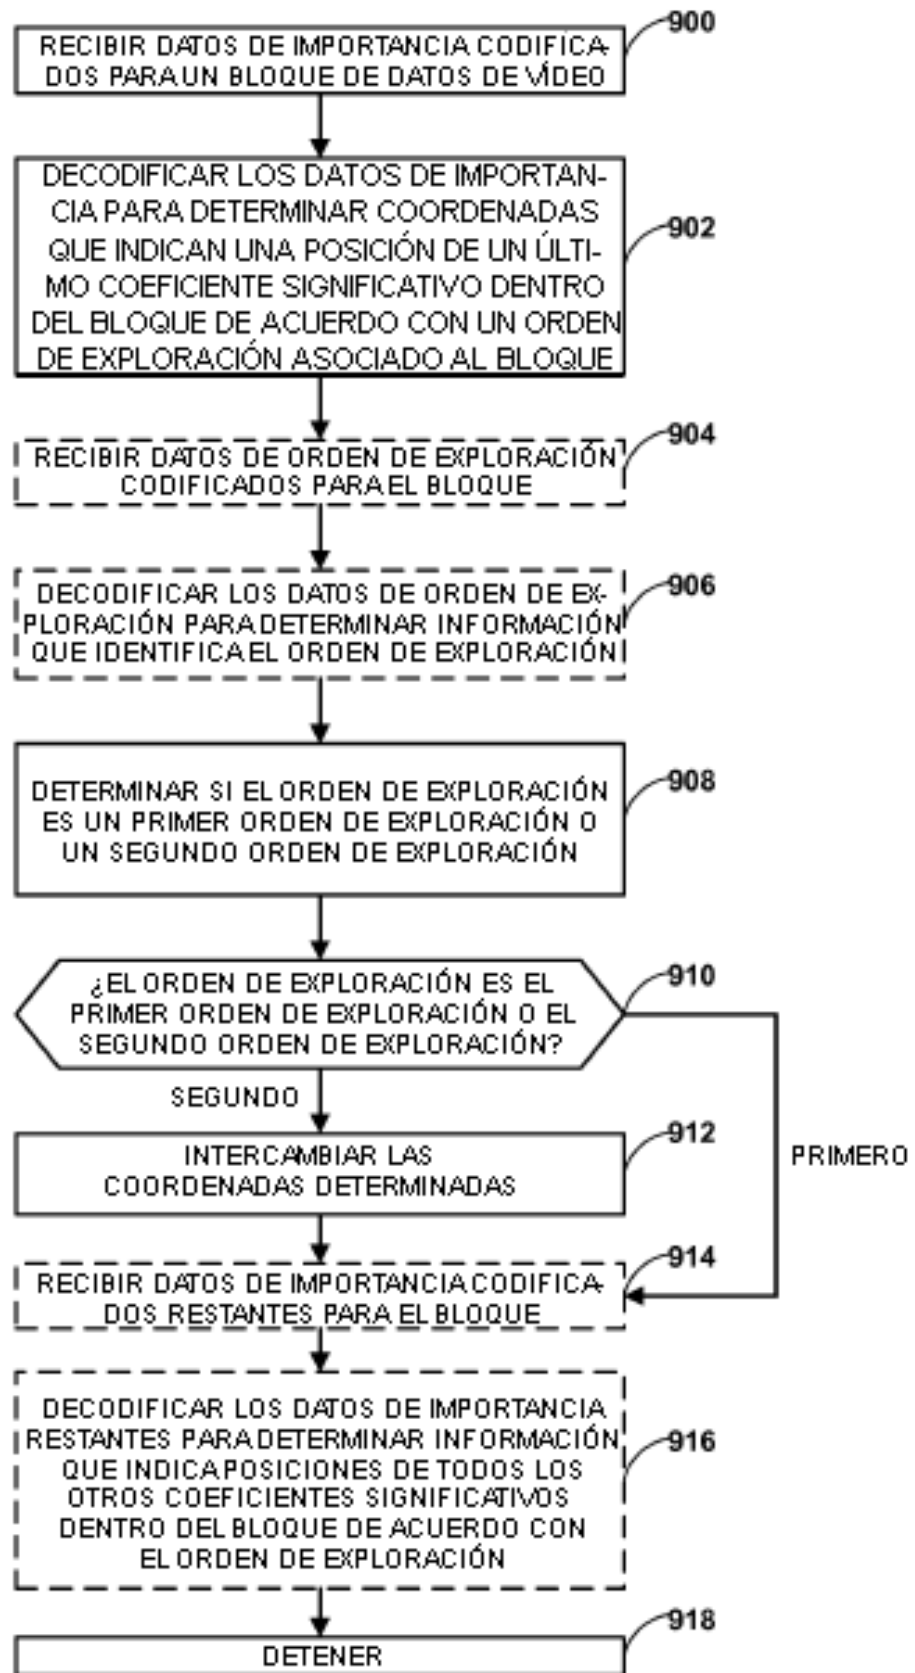 900
RECIBIR DATOS DE IMPORTANCIA CODIFICA-
DOS PARA UN BLOQUE DE DATOS DE VÍDEO
902
DECODIFICAR LOS DATOS DE IMPORTAN-
CIA PARA DETERMINAR COORDENADAS
QUE INDICAN UNA POSICIÓN DE UN ÚLTI-
MO COEFICIENTE SIGNIFICATIVO DENTRO
DEL BLOQUE DE ACUERDO CON UN ORDEN
DE EXPLORACIÓN ASOCIADO AL BLOQUE
904
RECIBIR DATOS DE ORDEN DE EXPLORACIÓN
CODIFICADOS PARA EL BLOQUE
906
DECODIFICAR LOS DATOS DE ORDEN DE EX-
PLORACIÓN PARA DETERMINAR INFORMACIÓN
QUE IDENTIFICA EL ORDEN DE EXPLORACIÓN
908
DETERMINAR SI EL ORDEN DE EXPLORACIÓN
ES UN PRIMER ORDEN DE EXPLORACIÓN O
UN SEGUNDO ORDEN DE EXPLORACIÓN
910
¿EL ORDEN DE EXPLORACIÓN ES EL
PRIMER ORDEN DE EXPLORACIÓN O EL
SEGUNDO ORDEN DE EXPLORACIÓN?
SEGUNDO
912
INTERCAMBIAR LAS
COORDENADAS DETERMINADAS
PRIMERO
914
RECIBIR DATOS DE IMPORTANCIA CODIFICA-
DOS RESTANTES PARA EL BLOQUE
916
DECODIFICAR LOS DATOS DE IMPORTANCIA
RESTANTES PARA DETERMINAR INFORMACIÓN
QUE INDICA POSICIONES DE TODOS LOS
OTROS COEFICIENTES SIGNIFICATIVOS
DENTRO DEL BLOQUE DE ACUERDO CON
EL ORDEN DE EXPLORACIÓN
918
DETENER